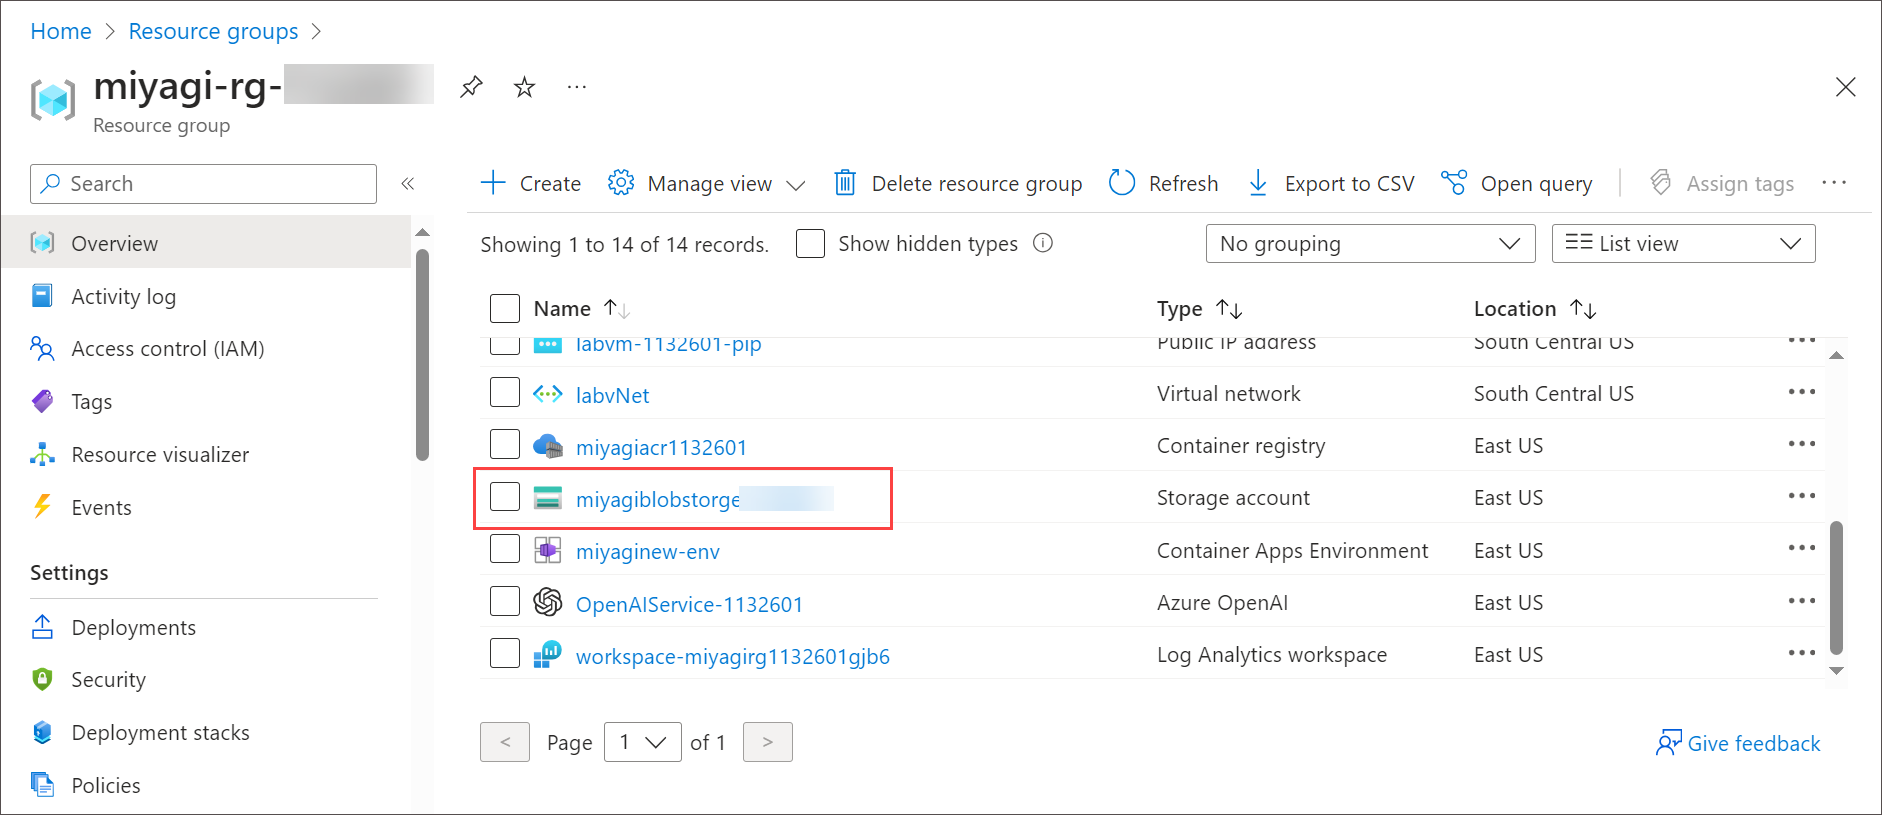 Home > Resource groups >
miyagi-rg-
Resource group
Search
«
Create
Manage view
Delete resource group
Refresh
Export to CSV
Open query
Assign tags
Overview
Activity log
Access control (IAM)
Tags
Resource visualizer
Events
Settings
Deployments
Security
Deployment stacks
Policies
Showing 1 to 14 of 14 records.
Show hidden types
No grouping
List view
Name Type Location
labvm-1132601-pip Public IP address South Central US
labvNet Virtual network South Central US
miyagiacr1132601 Container registry East US
miyagiblobstorge Storage account East US
miyaginew-env Container Apps Environment East US
OpenAIService-1132601 Azure OpenAI East US
workspace-miyagirg1132601gjb6 Log Analytics workspace East US
< Page 1 of 1 >
Give feedback